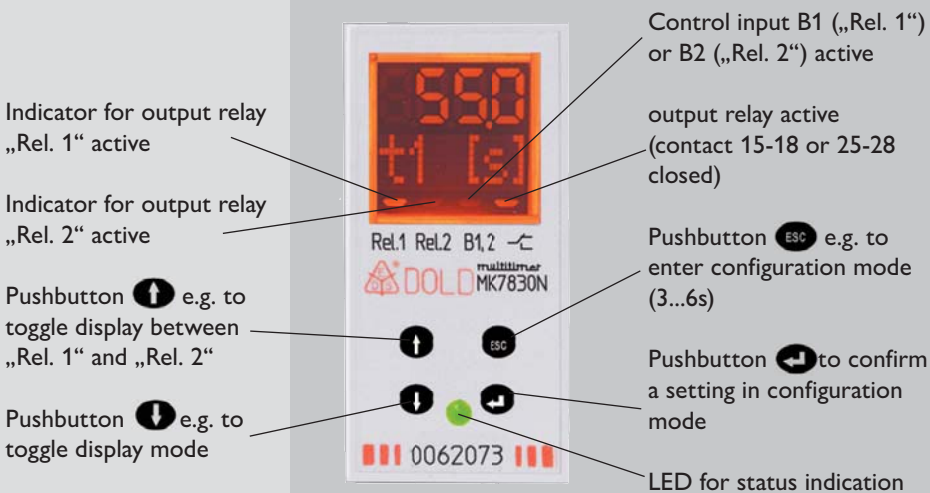 Indicator for output relay
„Rel. 1“ active
Indicator for output relay
„Rel. 2“ active
Pushbutton e.g. to
toggle display between
„Rel. 1“ and „Rel. 2“
Pushbutton e.g. to
toggle display mode
55.0
t1 [s]
Rel.1 Rel.2 B1,2
DOLD multitimer
MK7830N
ESC
0062073
Control input B1 („Rel. 1“)
or B2 („Rel. 2“) active
output relay active
(contact 15-18 or 25-28
closed)
Pushbutton ESC e.g. to
enter configuration mode
(3...6s)
Pushbutton to confirm
a setting in configuration
mode
LED for status indication